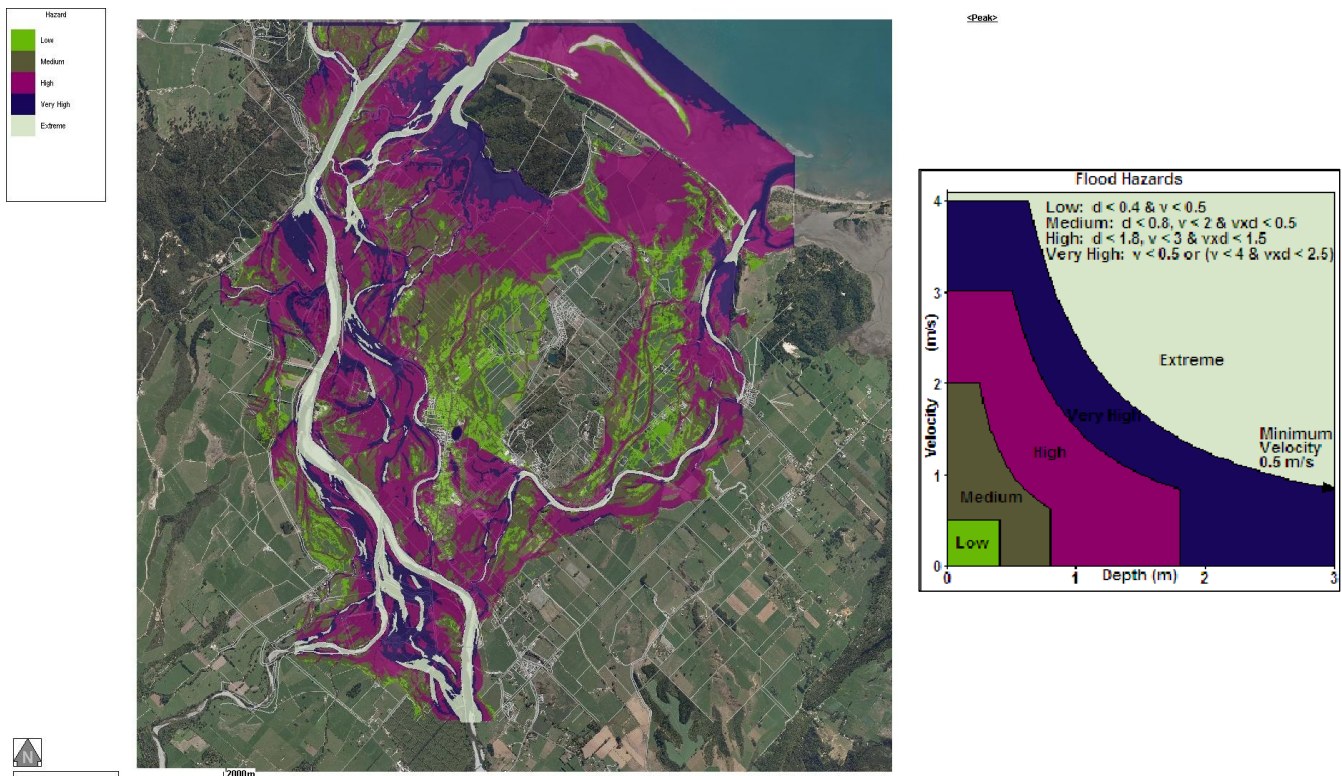 Hazard
Low
Medium
High
Very High
Extreme
<Peak>
Flood Hazards
Low: d < 0.4 & v < 0.5
Medium: d < 0.8, v < 2 & vxd < 0.5
High: d < 1.8, v < 3 & vxd < 1.5
Very High: v < 0.5 or (v < 4 & vxd < 2.5)
4
3
2
1
0
Velocity (m/s)
Extreme
Very High
High
Medium
Low
Minimum
Velocity
0.5 m/s
0
1
2
3
Depth (m)
N
2000m